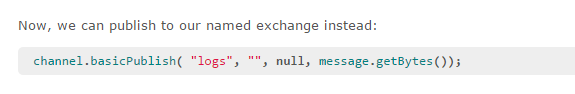 Now, we can publish to our named exchange instead:
channel.basicPublish( "logs", "", null, message.getBytes());